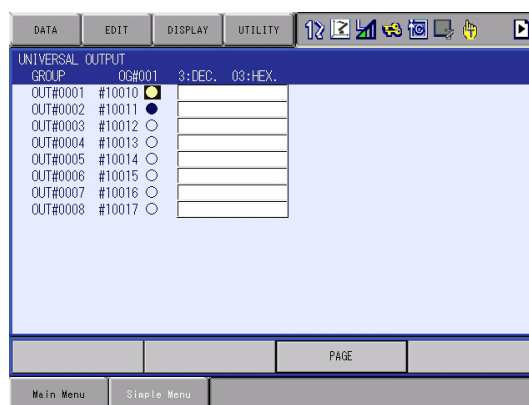 DATA EDIT DISPLAY UTILITY
UNIVERSAL OUTPUT
GROUP OG#001 3:DEC. 03:HEX.
OUT#0001 #10010
OUT#0002 #10011
OUT#0003 #10012
OUT#0004 #10013
OUT#0005 #10014
OUT#0006 #10015
OUT#0007 #10016
OUT#0008 #10017
PAGE
Main Menu Simple Menu